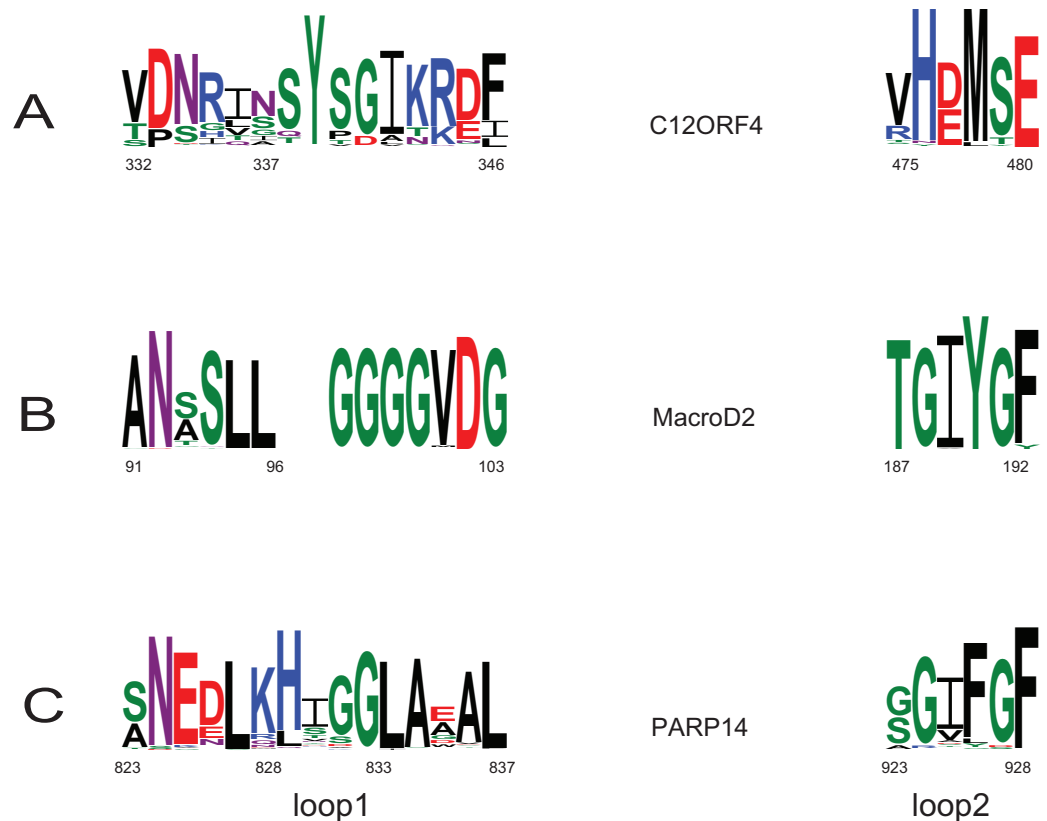 A
VDNRINSYSGIKRDF
C12ORF4
VHDMSE
332 337 346
475 480
B
ANSSLL GGGGVDG
MacroD2
TGIYGF
91 96 103
187 192
C
SNEDLKHIGGLAEAL
PARP14
GGIFGF
823 828 833 837
923 928
loop1 loop2